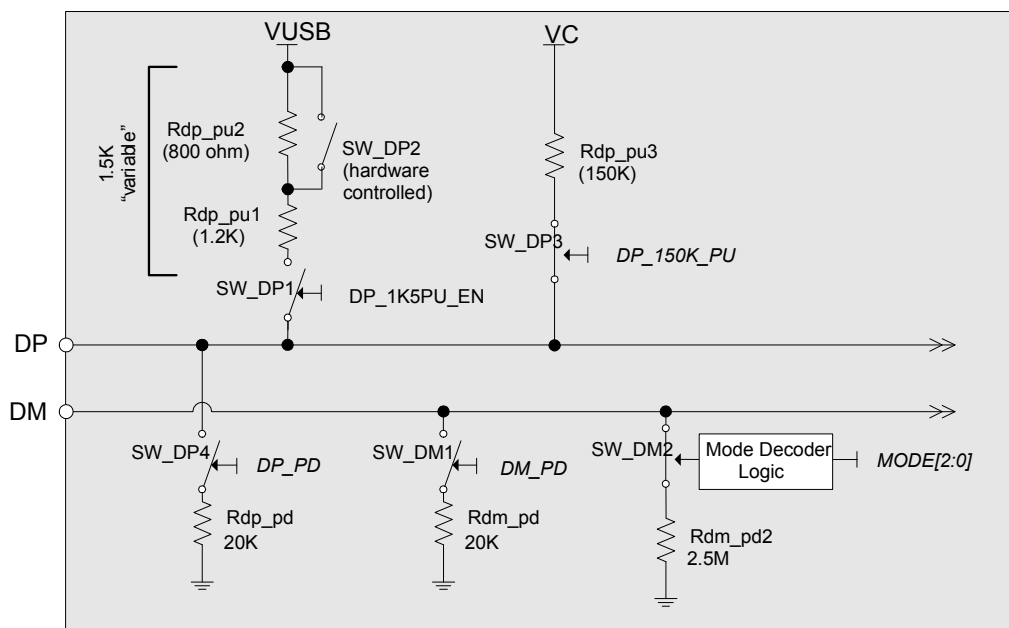 VUSB
VC
1.5K
“variable”
Rdp_pu2
(800 ohm)
SW_DP2
(hardware
controlled)
Rdp_pu3
(150K)
Rdp_pu1
(1.2K)
SW_DP3
DP_150K_PU
SW_DP1
DP_1K5PU_EN
DP
DM
SW_DP4
DP_PD
SW_DM1
DM_PD
SW_DM2
Mode Decoder
Logic
MODE[2:0]
Rdp_pd
20K
Rdm_pd
20K
Rdm_pd2
2.5M